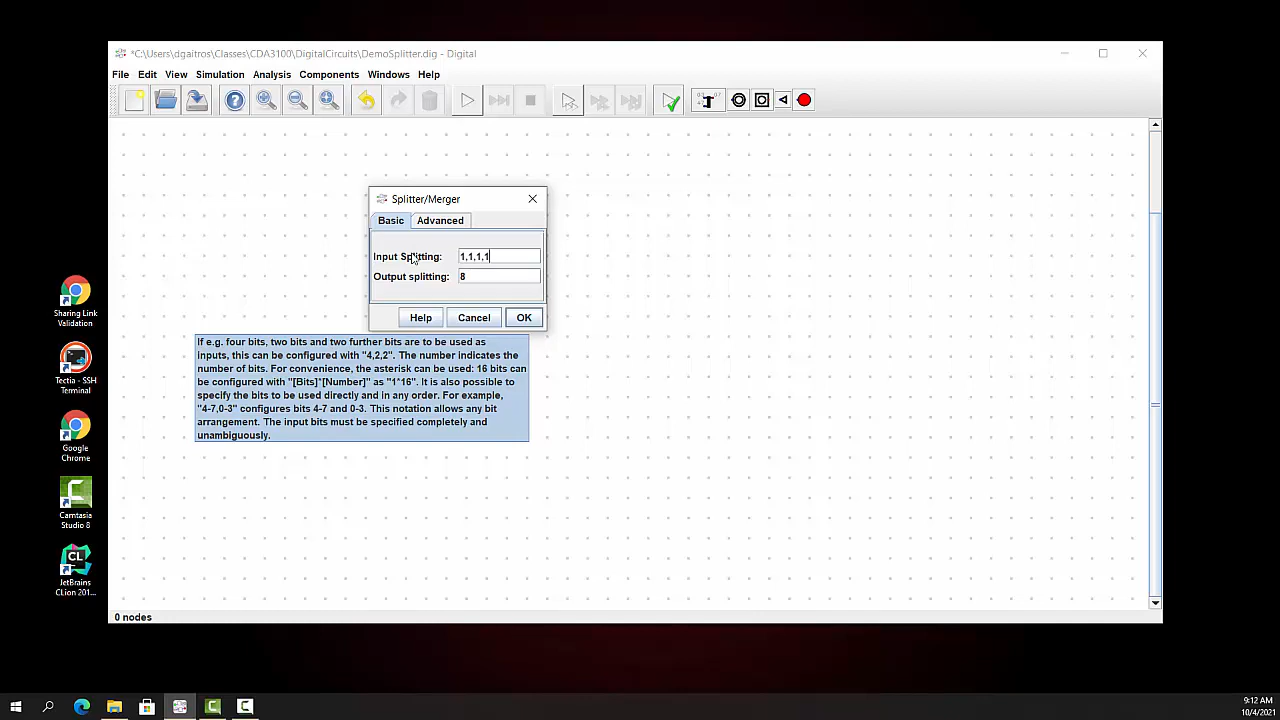 *C:\Users\dgaitros\Classes\CDA3100\DigitalCircuits\DemoSplitter.dig - Digital
File Edit View Simulation Analysis Components Windows Help
Splitter/Merger
Basic Advanced
Input Splitting: 1,1,1,1
Output splitting: 8
Help Cancel OK
If e.g. four bits, two bits and two further bits are to be used as
inputs, this can be configured with "4,2,2". The number indicates the
number of bits. For convenience, the asterisk can be used: 16 bits can
be configured with "[Bits]*[Number]" as "1*16". It is also possible to
specify the bits to be used directly and in any order. For example,
"4-7,0-3" configures bits 4-7 and 0-3. This notation allows any bit
arrangement. The input bits must be specified completely and
unambiguously.
Sharing Link
Validation
Tectia - SSH
Terminal
Google
Chrome
Camtasia
Studio 8
JetBrains
CLion 201...
0 nodes
9:12 AM
10/4/2021